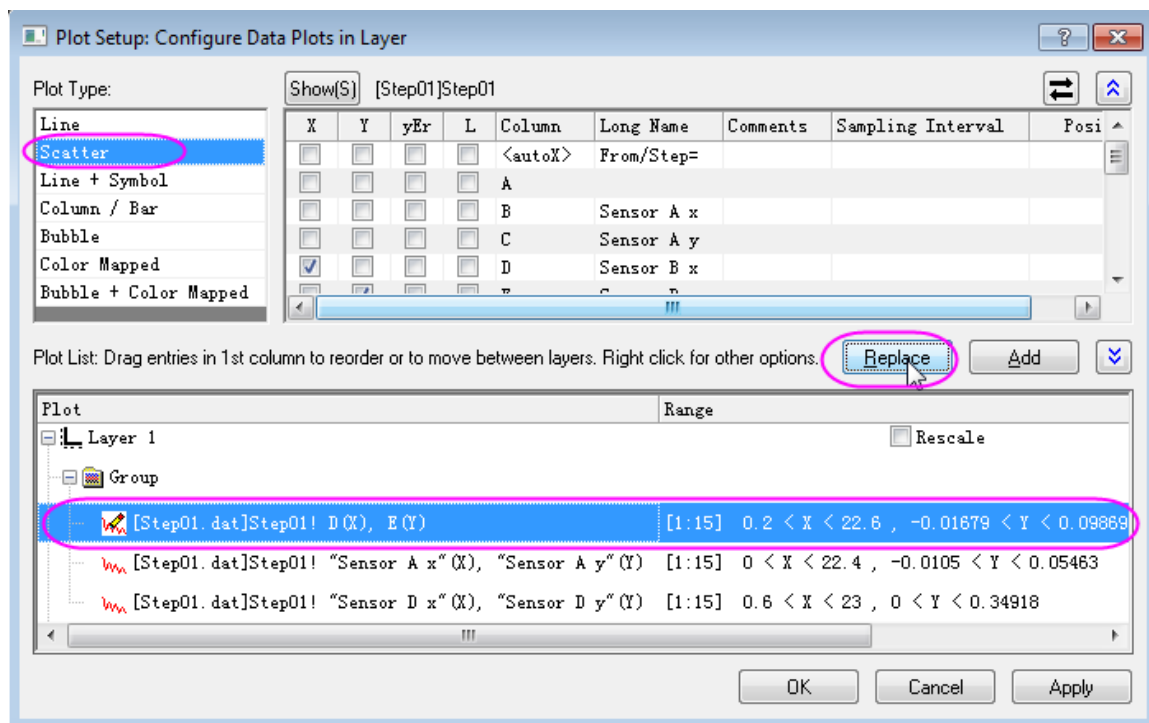 Plot Setup: Configure Data Plots in Layer
Plot Type:
Show(S) [Step01]Step01
Line
Scatter
Line + Symbol
Column / Bar
Bubble
Color Mapped
Bubble + Color Mapped
X Y yEr L Column Long Name Comments Sampling Interval Posi
<autoX> From/Step=
A
B Sensor A x
C Sensor A y
D Sensor B x
Plot List: Drag entries in 1st column to reorder or to move between layers. Right click for other options. Replace Add
Plot Range
Layer 1 Rescale
Group
[Step01.dat]Step01! D(X), E(Y) [1:15] 0.2 < X < 22.6 , -0.01679 < Y < 0.09869
[Step01.dat]Step01! "Sensor A x"(X), "Sensor A y"(Y) [1:15] 0 < X < 22.4 , -0.0105 < Y < 0.05463
[Step01.dat]Step01! "Sensor D x"(X), "Sensor D y"(Y) [1:15] 0.6 < X < 23 , 0 < Y < 0.34918
OK Cancel Apply